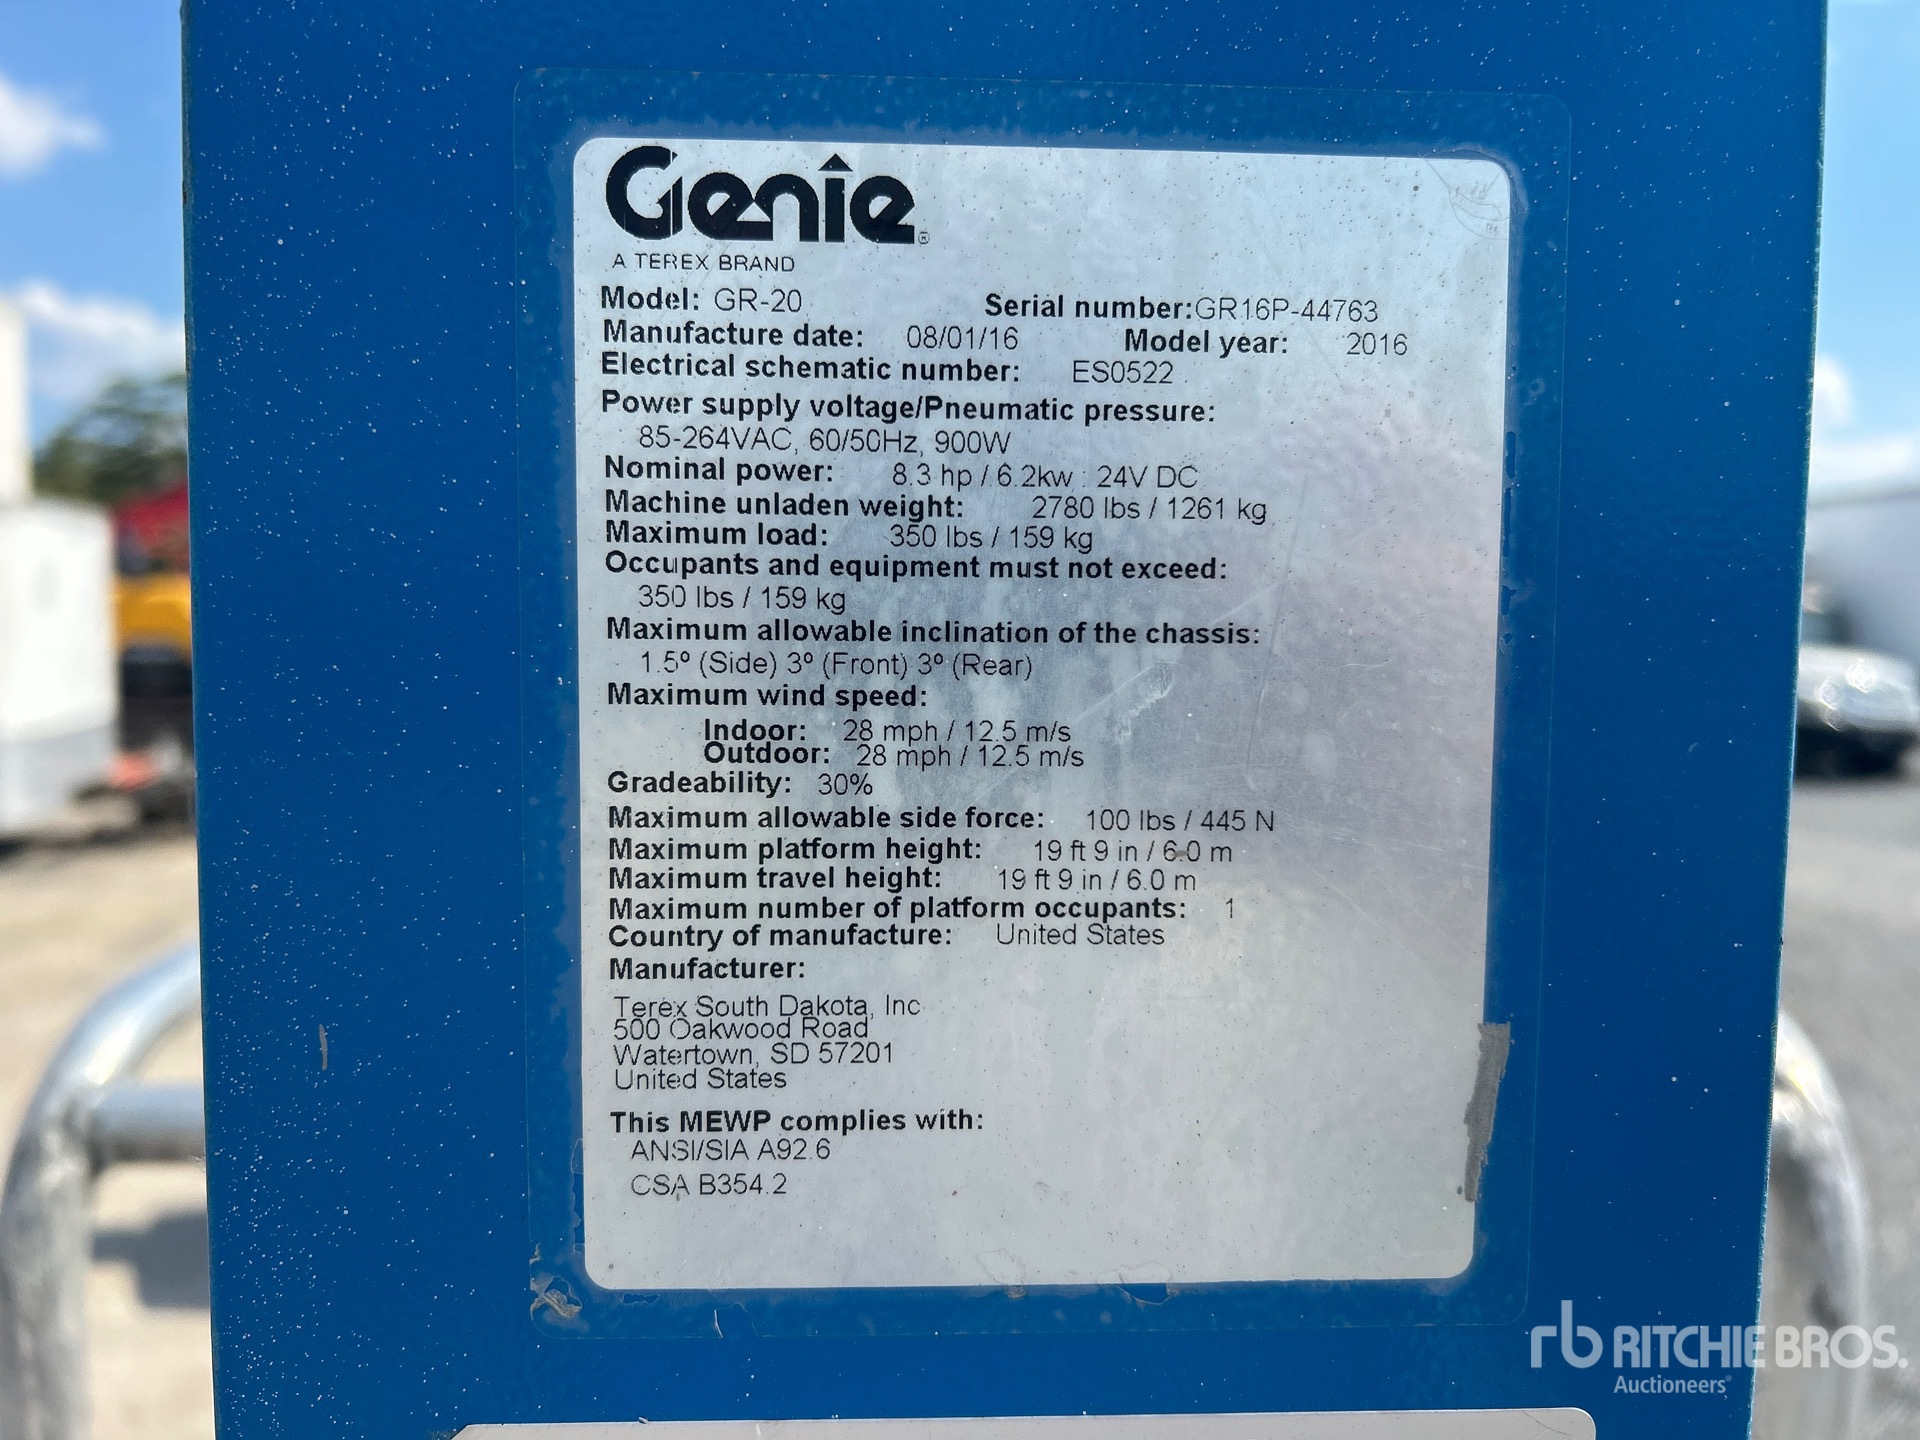 Genie®
A TEREX BRAND
Model: GR-20 Serial number:GR16P-44763
Manufacture date: 08/01/16 Model year: 2016
Electrical schematic number: ES0522
Power supply voltage/Pneumatic pressure:
85-264VAC, 60/50Hz, 900W
Nominal power: 8.3 hp / 6.2kw : 24V DC
Machine unladen weight: 2780 lbs / 1261 kg
Maximum load: 350 lbs / 159 kg
Occupants and equipment must not exceed:
350 lbs / 159 kg
Maximum allowable inclination of the chassis:
1.5º (Side) 3º (Front) 3º (Rear)
Maximum wind speed:
Indoor: 28 mph / 12.5 m/s
Outdoor: 28 mph / 12.5 m/s
Gradeability: 30%
Maximum allowable side force: 100 lbs / 445 N
Maximum platform height: 19 ft 9 in / 6.0 m
Maximum travel height: 19 ft 9 in / 6.0 m
Maximum number of platform occupants: 1
Country of manufacture: United States
Manufacturer:
Terex South Dakota, Inc
500 Oakwood Road
Watertown, SD 57201
United States
This MEWP complies with:
ANSI/SIA A92.6
CSA B354.2
rb RITCHIE BROS.
Auctioneers®